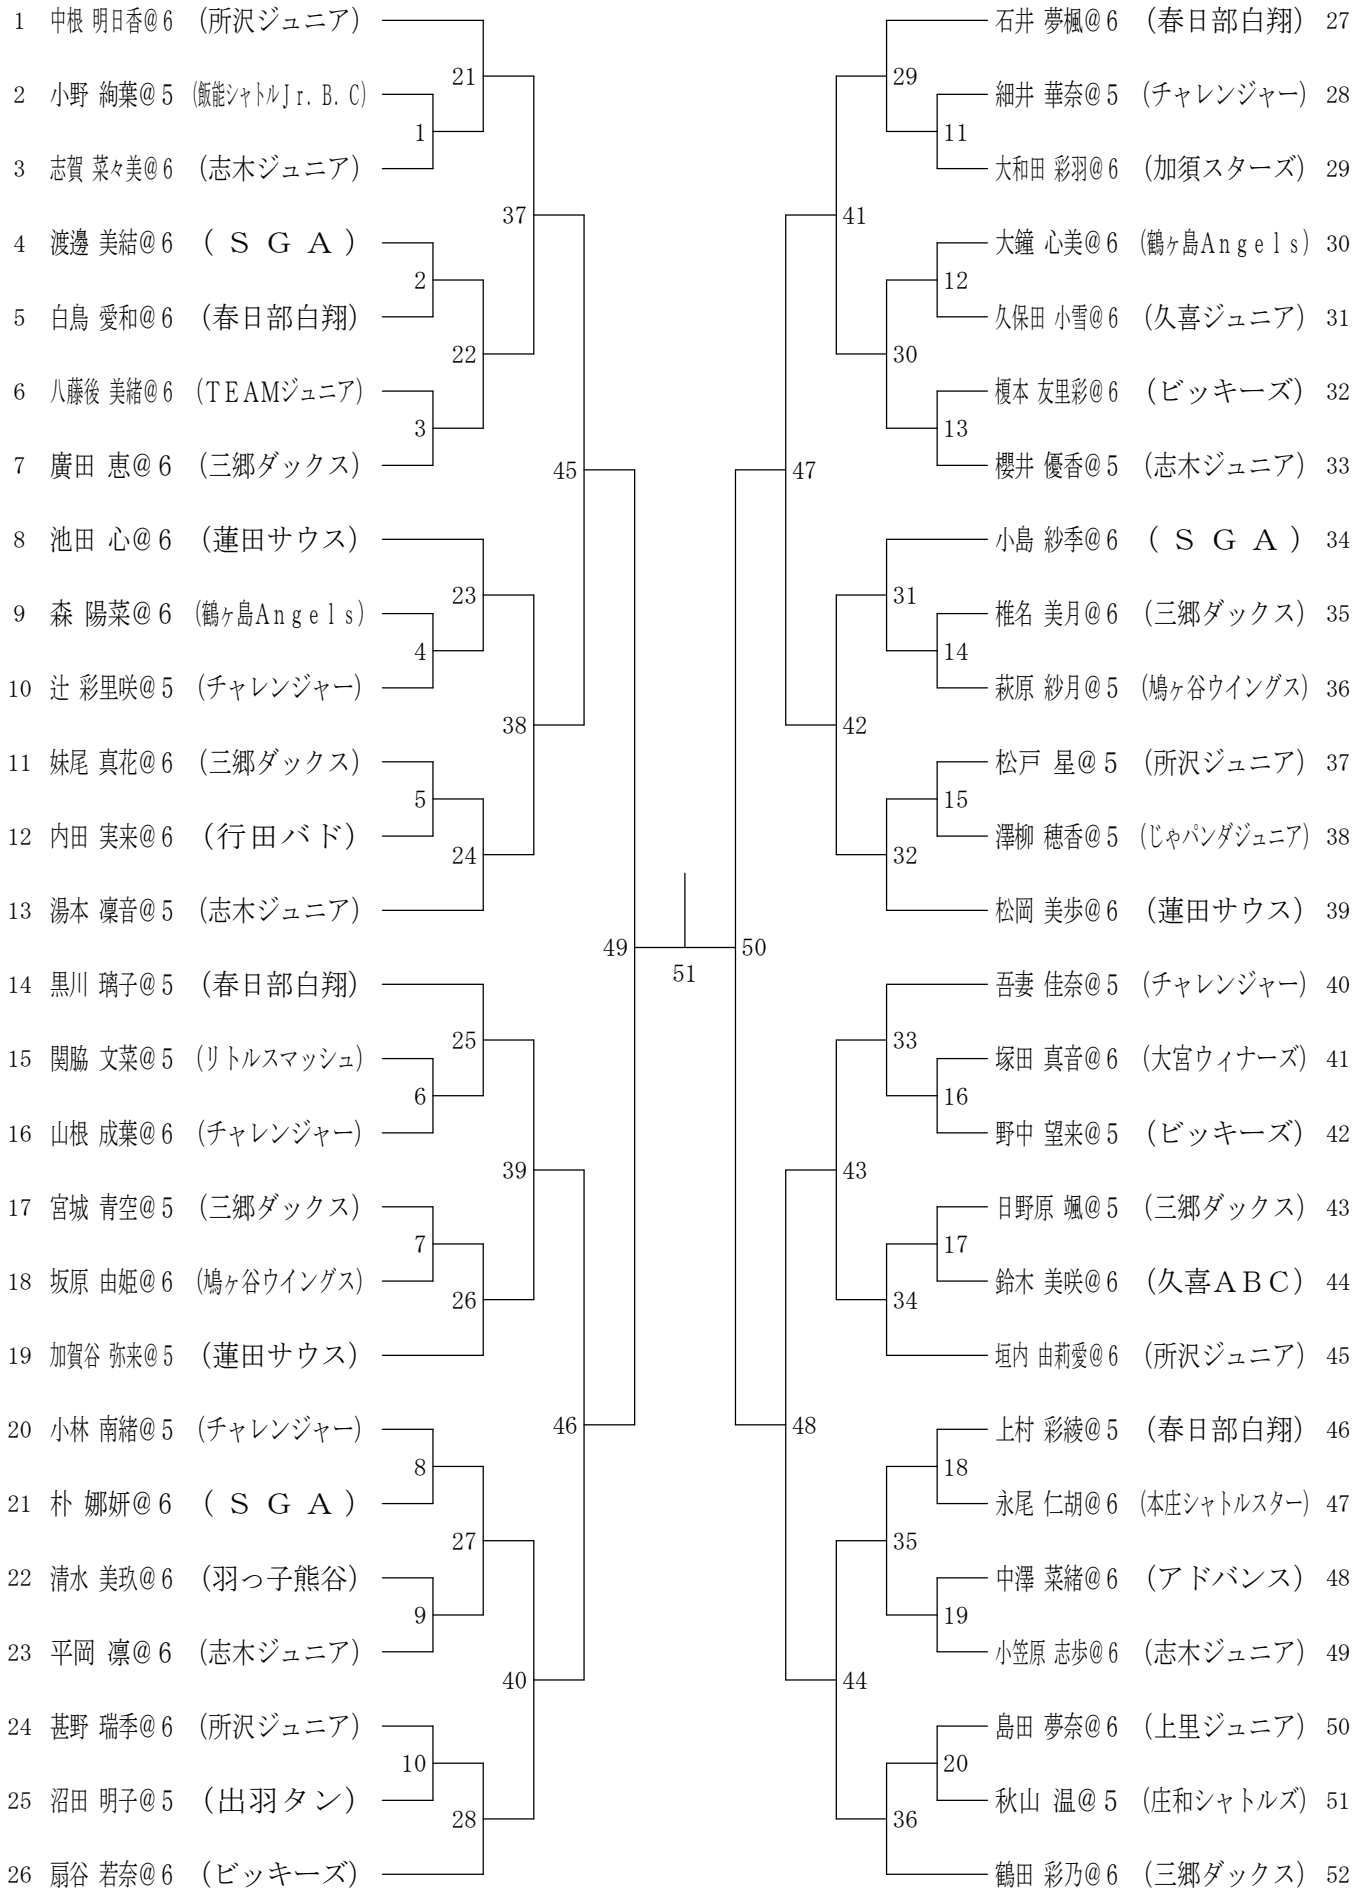 1 中根 明日香@6 (所沢ジュニア)
2 小野 絢葉@5 (飯能シャトルJr.B.C)
3 志賀 菜々美@6 (志木ジュニア)
4 渡邊 美結@6 (SGA)
5 白鳥 愛和@6 (春日部白翔)
6 八藤後 美緒@6 (TEAMジュニア)
7 廣田 恵@6 (三郷ダックス)
8 池田 心@6 (蓮田サウス)
9 森 陽菜@6 (鶴ヶ島Angels)
10 辻 彩里咲@5 (チャレンジャー)
11 妹尾 真花@6 (三郷ダックス)
12 内田 実来@6 (行田バド)
13 湯本 凜音@5 (志木ジュニア)
14 黒川 璃子@5 (春日部白翔)
15 関脇 文菜@5 (リトルスマッシュ)
16 山根 成葉@6 (チャレンジャー)
17 宮城 青空@5 (三郷ダックス)
18 坂原 由姫@6 (鳩ヶ谷ウイングス)
19 加賀谷 弥来@5 (蓮田サウス)
20 小林 南緒@5 (チャレンジャー)
21 朴 娜妍@6 (SGA)
22 清水 美玖@6 (羽っ子熊谷)
23 平岡 凛@6 (志木ジュニア)
24 甚野 瑞季@6 (所沢ジュニア)
25 沼田 明子@5 (出羽タン)
26 扇谷 若奈@6 (ビッキーズ)
21
1
37
2
22
3
45
23
4
38
5
24
49
25
6
39
7
26
46
8
27
9
40
10
28
51
50
29
11
41
12
30
13
47
31
14
42
15
32
33
16
43
17
34
48
18
35
19
44
20
36
石井 夢楓@6 (春日部白翔) 27
細井 華奈@5 (チャレンジャー) 28
大和田 彩羽@6 (加須スターズ) 29
大鐘 心美@6 (鶴ヶ島Angels) 30
久保田 小雪@6 (久喜ジュニア) 31
榎本 友里彩@6 (ビッキーズ) 32
櫻井 優香@5 (志木ジュニア) 33
小島 紗季@6 (SGA) 34
椎名 美月@6 (三郷ダックス) 35
萩原 紗月@5 (鳩ヶ谷ウイングス) 36
松戸 星@5 (所沢ジュニア) 37
澤柳 穂香@5 (じゃパンダジュニア) 38
松岡 美歩@6 (蓮田サウス) 39
吾妻 佳奈@5 (チャレンジャー) 40
塚田 真音@6 (大宮ウィナーズ) 41
野中 望来@5 (ビッキーズ) 42
日野原 颯@5 (三郷ダックス) 43
鈴木 美咲@6 (久喜ABC) 44
垣内 由莉愛@6 (所沢ジュニア) 45
上村 彩綾@5 (春日部白翔) 46
永尾 仁胡@6 (本庄シャトルスター) 47
中澤 菜緒@6 (アドバンス) 48
小笠原 志歩@6 (志木ジュニア) 49
島田 夢奈@6 (上里ジュニア) 50
秋山 温@5 (庄和シャトルズ) 51
鶴田 彩乃@6 (三郷ダックス) 52